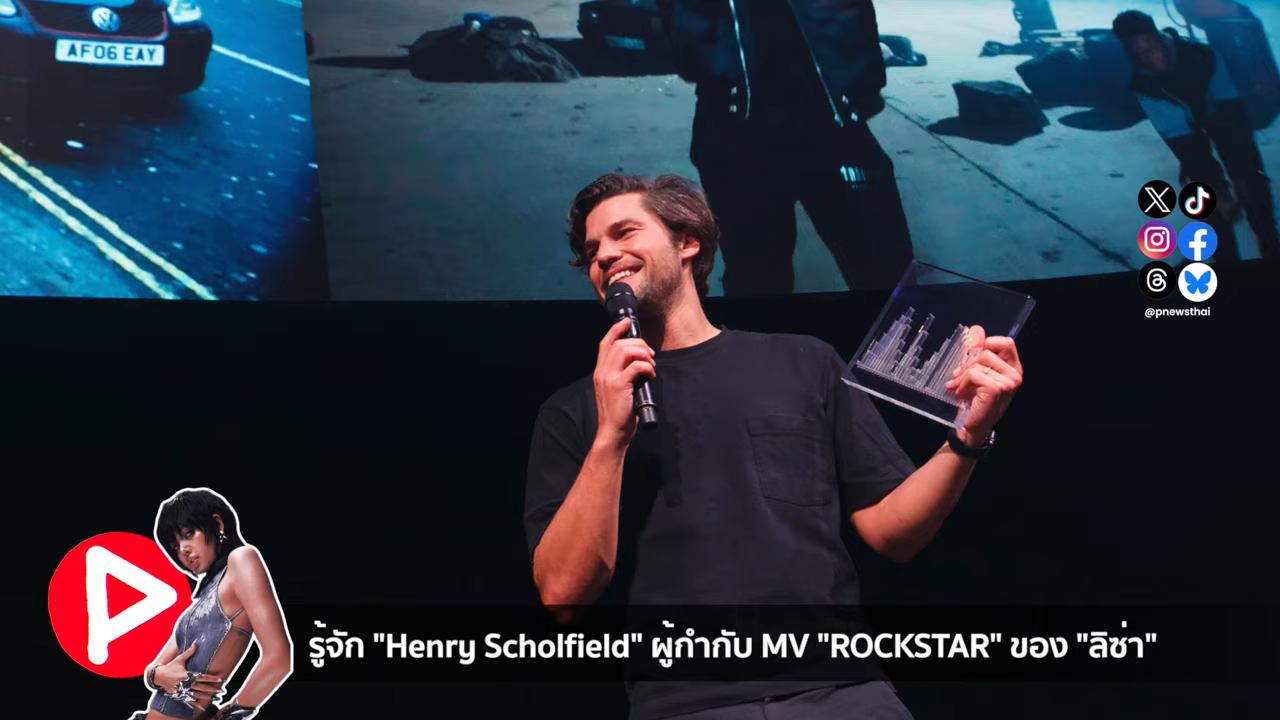 AF06 EAY
@pnewsthai
รู้จัก "Henry Scholfield" ผู้กำกับ MV "ROCKSTAR" ของ "ลิซ่า"